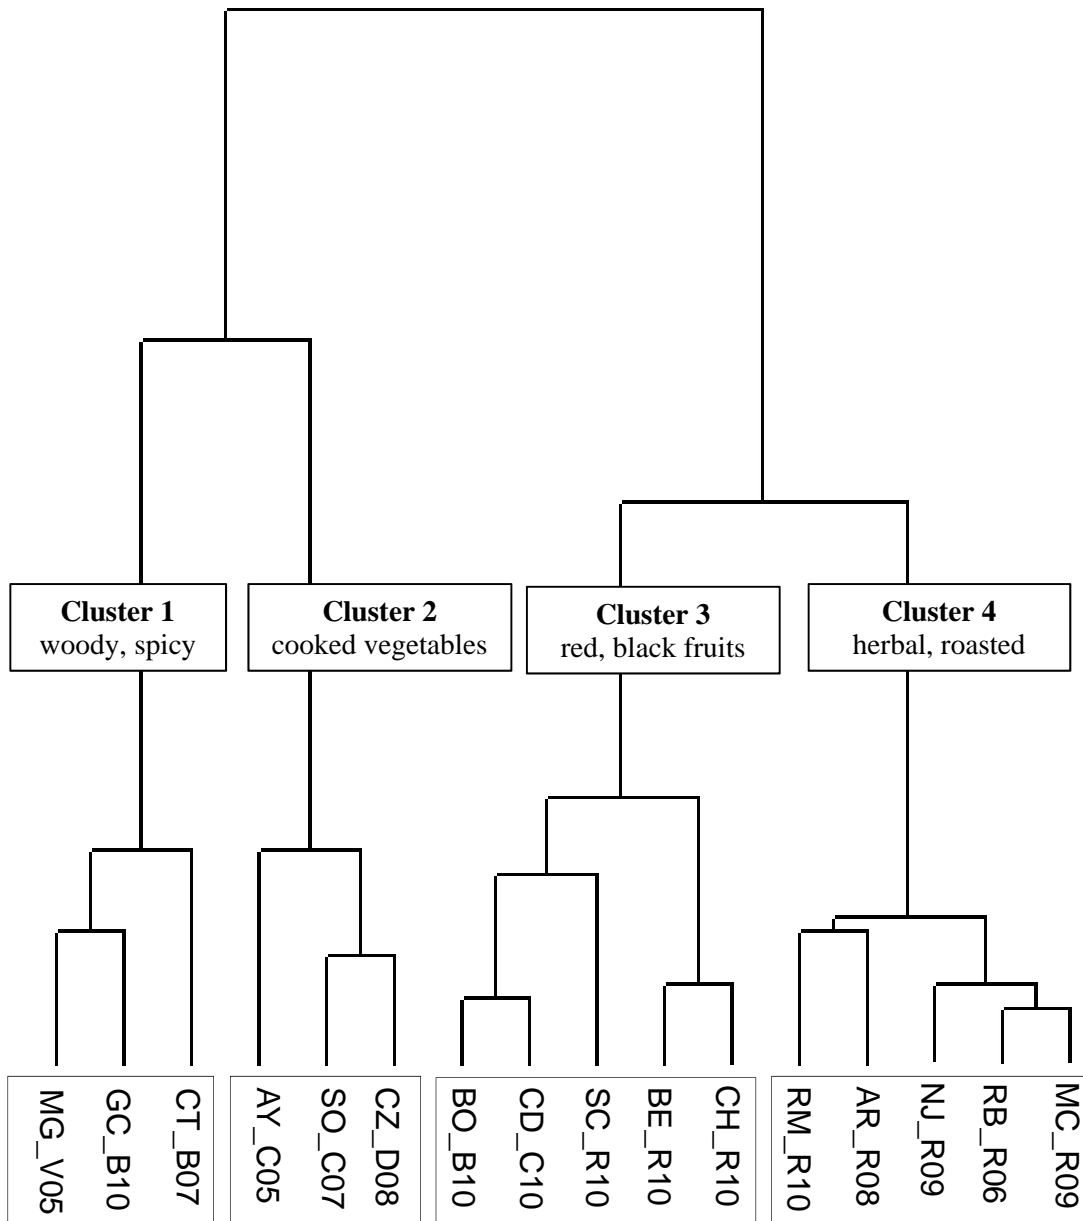 Cluster 1
woody, spicy
Cluster 2
cooked vegetables
Cluster 3
red, black fruits
Cluster 4
herbal, roasted
MG_V05
GC_B10
CT_B07
AY_C05
SO_C07
CZ_D08
BO_B10
CD_C10
SC_R10
BE_R10
CH_R10
RM_R10
AR_R08
NJ_R09
RB_R06
MC_R09